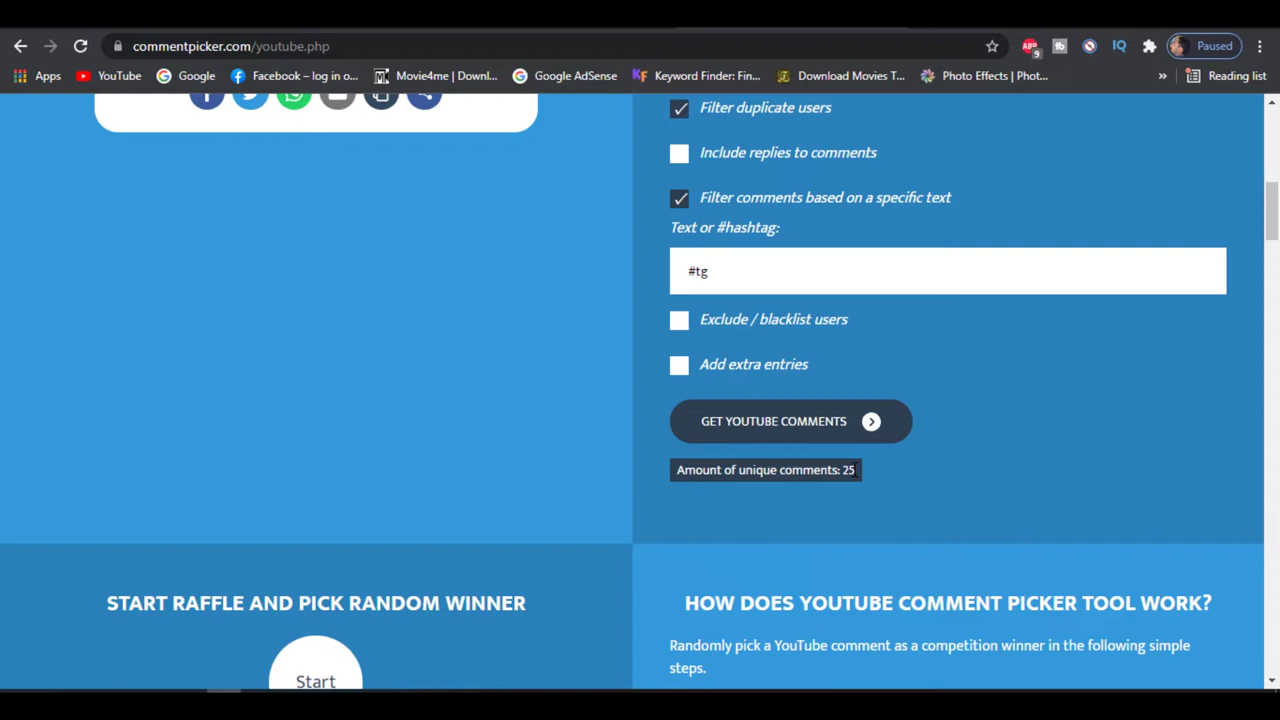 commentpicker.com/youtube.php
Paused
9
Apps
YouTube
Google
Facebook – log in o...
Movie4me | Downl...
Google AdSense
Keyword Finder: Fin...
Download Movies T...
Photo Effects | Phot...
»
Reading list
Filter duplicate users
Include replies to comments
Filter comments based on a specific text
Text or #hashtag:
#tg
Exclude / blacklist users
Add extra entries
GET YOUTUBE COMMENTS
Amount of unique comments: 25
START RAFFLE AND PICK RANDOM WINNER
Start
HOW DOES YOUTUBE COMMENT PICKER TOOL WORK?
Randomly pick a YouTube comment as a competition winner in the following simple
steps.